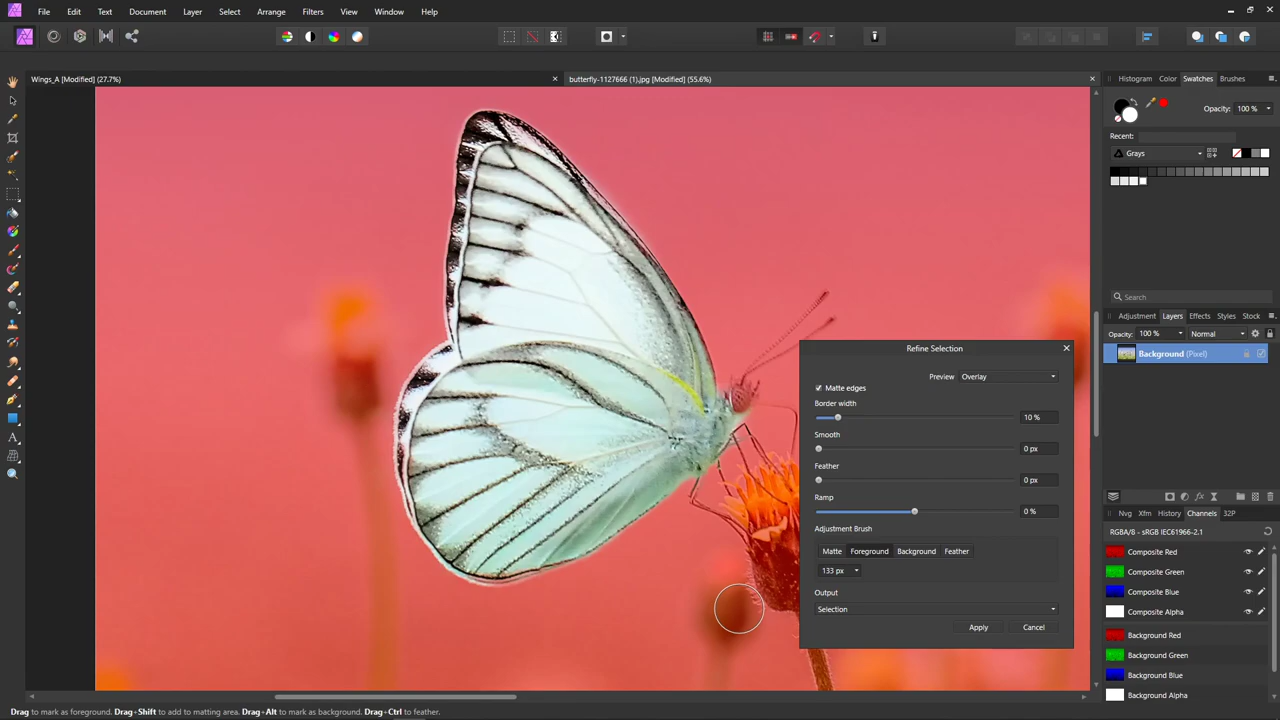 File Edit Text Document Layer Select Arrange Filters View Window Help
Wings_A [Modified] (27.7%)
butterfly-1127666 (1).jpg [Modified] (55.6%)
Histogram Color Swatches Brushes
Opacity: 100 %
Recent:
Grays
Search
Adjustment Layers Effects Styles Stock
Opacity: 100 % Normal
Background (Pixel)
Refine Selection
Preview Overlay
Matte edges
Border width
10 %
Smooth
0 px
Feather
0 px
Ramp
0 %
Adjustment Brush
Matte Foreground Background Feather
133 px
Output
Selection
Apply Cancel
Nvg Xfm History Channels 32P
RGBA/8 - sRGB IEC61966-2.1
Composite Red
Composite Green
Composite Blue
Composite Alpha
Background Red
Background Green
Background Blue
Background Alpha
Drag to mark as foreground. Drag+Shift to add to matting area. Drag+Alt to mark as background. Drag+Ctrl to feather.